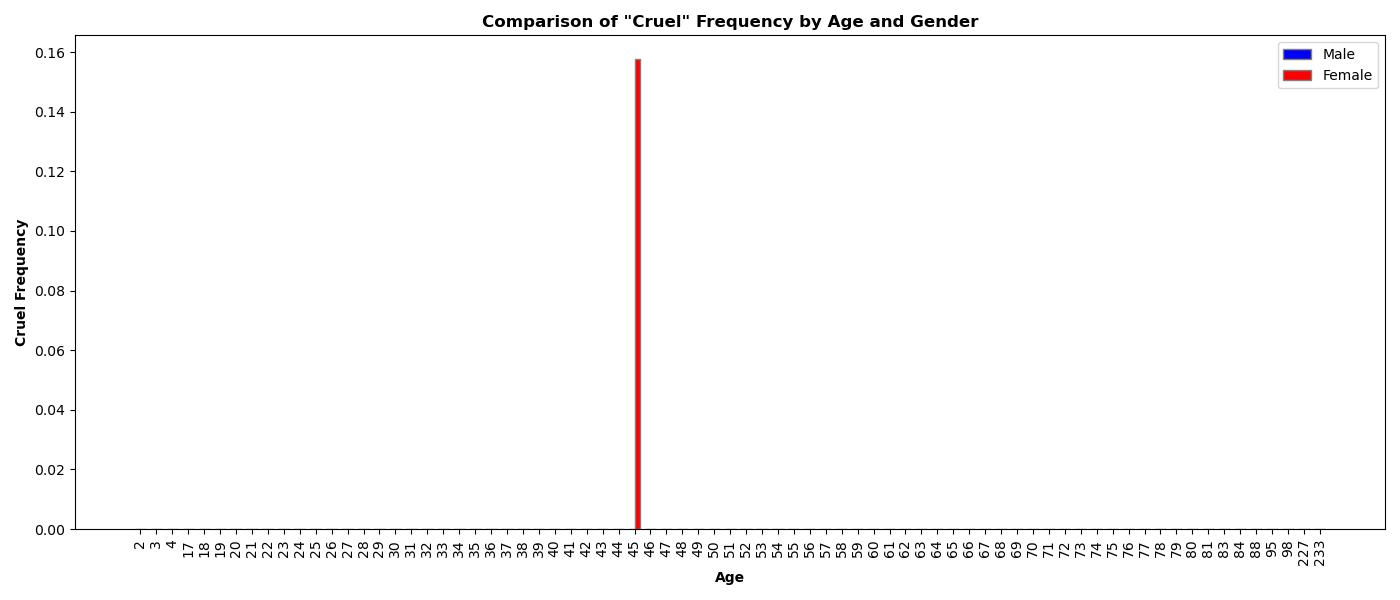 Comparison of "Cruel" Frequency by Age and Gender
Male
Female
Cruel Frequency
0.16
0.14
0.12
0.10
0.08
0.06
0.04
0.02
0.00
2 3 4 17 18 19 20 21 22 23 24 25 26 27 28 29 30 31 32 33 34 35 36 37 38 39 40 41 42 43 44 45 46 47 48 49 50 51 52 53 54 55 56 57 58 59 60 61 62 63 64 65 66 67 68 69 70 71 72 73 74 75 76 77 78 79 80 81 83 84 88 95 98 227 233
Age